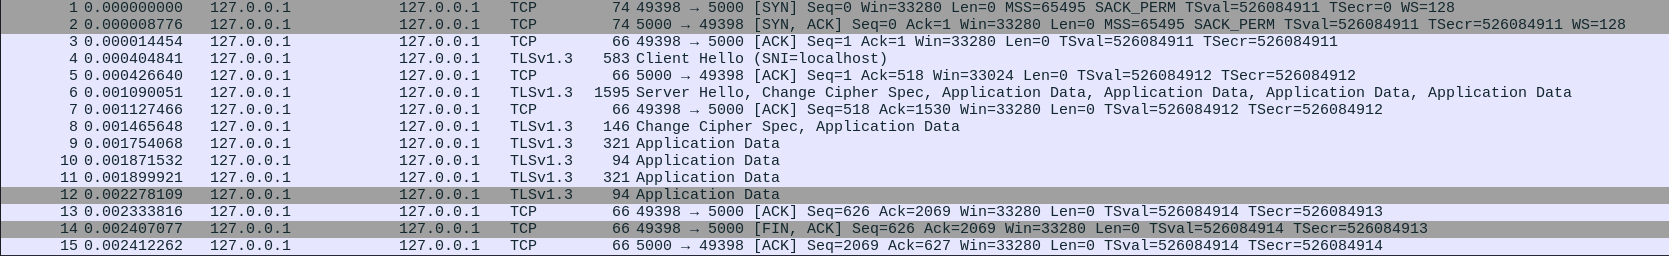 1 0.000000000 127.0.0.1 127.0.0.1 TCP 74 49398 → 5000 [SYN] Seq=0 Win=33280 Len=0 MSS=65495 SACK_PERM TSval=526084911 TSecr=0 WS=128
2 0.000008776 127.0.0.1 127.0.0.1 TCP 74 5000 → 49398 [SYN, ACK] Seq=0 Ack=1 Win=33280 Len=0 MSS=65495 SACK_PERM TSval=526084911 TSecr=526084911 WS=128
3 0.000014454 127.0.0.1 127.0.0.1 TCP 66 49398 → 5000 [ACK] Seq=1 Ack=1 Win=33280 Len=0 TSval=526084911 TSecr=526084911
4 0.000404841 127.0.0.1 127.0.0.1 TLSv1.3 583 Client Hello (SNI=localhost)
5 0.000426640 127.0.0.1 127.0.0.1 TCP 66 5000 → 49398 [ACK] Seq=1 Ack=518 Win=33024 Len=0 TSval=526084912 TSecr=526084912
6 0.001090051 127.0.0.1 127.0.0.1 TLSv1.3 1595 Server Hello, Change Cipher Spec, Application Data, Application Data, Application Data, Application Data
7 0.001127466 127.0.0.1 127.0.0.1 TCP 66 49398 → 5000 [ACK] Seq=518 Ack=1530 Win=33280 Len=0 TSval=526084912 TSecr=526084912
8 0.001465648 127.0.0.1 127.0.0.1 TLSv1.3 146 Change Cipher Spec, Application Data
9 0.001754068 127.0.0.1 127.0.0.1 TLSv1.3 321 Application Data
10 0.001871532 127.0.0.1 127.0.0.1 TLSv1.3 94 Application Data
11 0.001899921 127.0.0.1 127.0.0.1 TLSv1.3 321 Application Data
12 0.002278109 127.0.0.1 127.0.0.1 TLSv1.3 94 Application Data
13 0.002333816 127.0.0.1 127.0.0.1 TCP 66 49398 → 5000 [ACK] Seq=626 Ack=2069 Win=33280 Len=0 TSval=526084914 TSecr=526084913
14 0.002407077 127.0.0.1 127.0.0.1 TCP 66 49398 → 5000 [FIN, ACK] Seq=626 Ack=2069 Win=33280 Len=0 TSval=526084914 TSecr=526084913
15 0.002412262 127.0.0.1 127.0.0.1 TCP 66 5000 → 49398 [ACK] Seq=2069 Ack=627 Win=33280 Len=0 TSval=526084914 TSecr=526084914